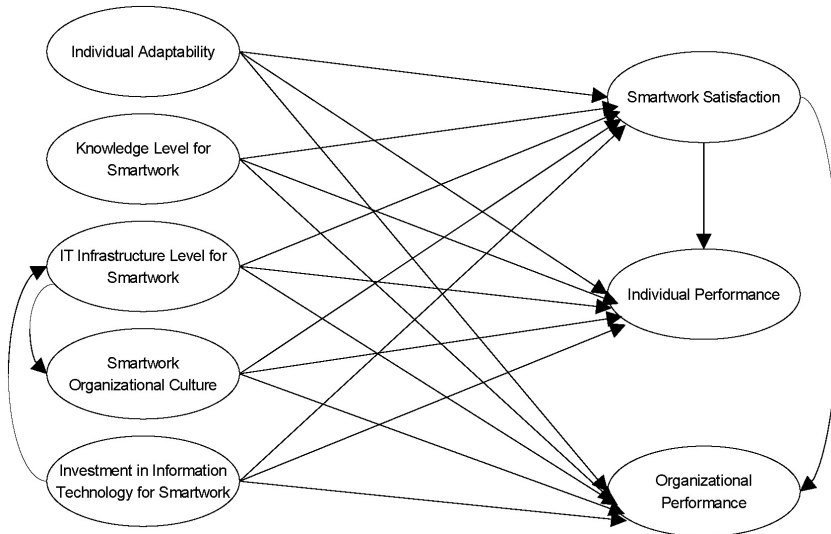 Individual Adaptability
Knowledge Level for
Smartwork
IT Infrastructure Level for
Smartwork
Smartwork
Organizational Culture
Investment in Information
Technology for Smartwork
Smartwork Satisfaction
Individual Performance
Organizational
Performance